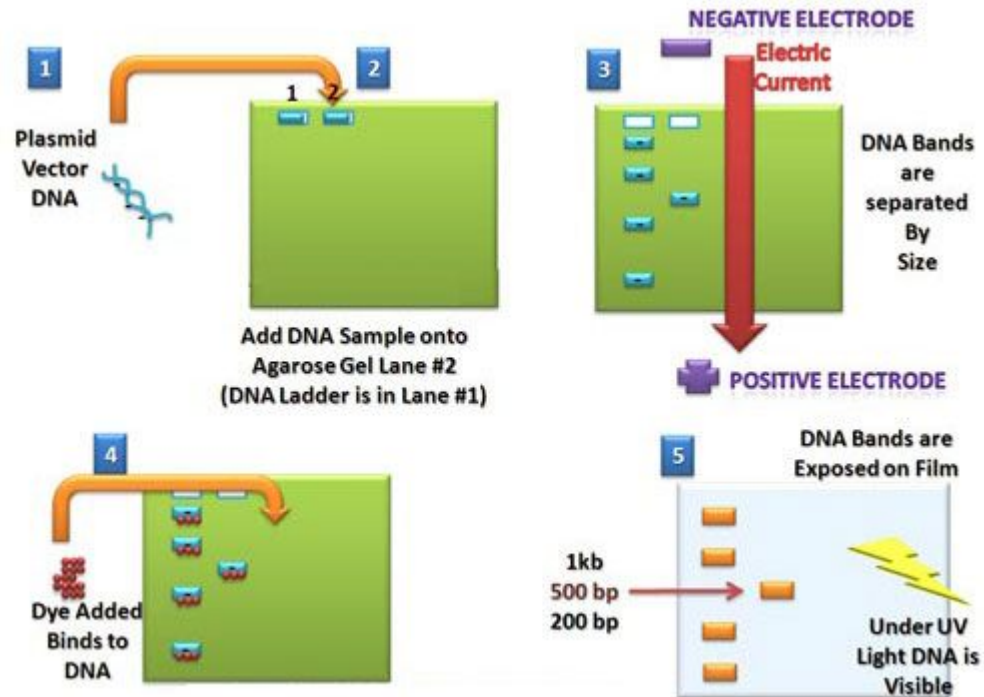 1
Plasmid
Vector
DNA
2
1 2
Add DNA Sample onto
Agarose Gel Lane #2
(DNA Ladder is in Lane #1)
3
NEGATIVE ELECTRODE
Electric
Current
DNA Bands
are
separated
By
Size
POSITIVE ELECTRODE
4
Dye Added
Binds to
DNA
5
DNA Bands are
Exposed on Film
1kb
500 bp
200 bp
Under UV
Light DNA is
Visible